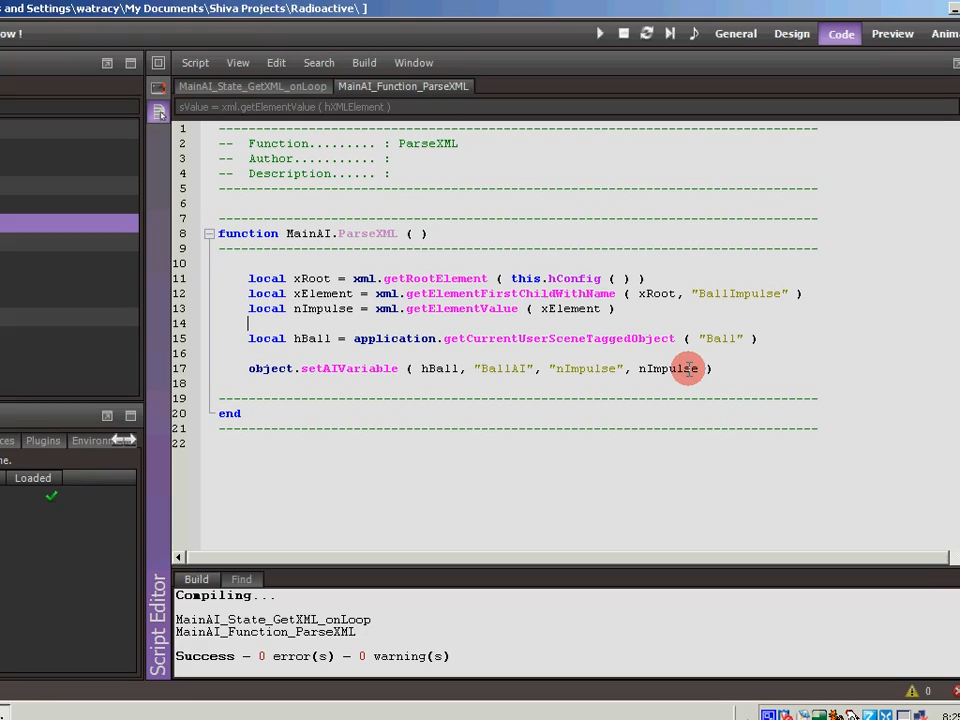 s and Settings\watracy\My Documents\Shiva Projects\Radioactive\ ]
ow !
General Design Code Preview Anim
Script View Edit Search Build Window
MainAI_State_GetXML_onLoop MainAI_Function_ParseXML
sValue = xml.getElementValue ( hXMLElement )
1 --------------------------------------------------------------------------------
2 -- Function......... : ParseXML
3 -- Author........... :
4 -- Description...... :
5 --------------------------------------------------------------------------------
6
7 --------------------------------------------------------------------------------
8 function MainAI.ParseXML ( )
9 --------------------------------------------------------------------------------
10
11 local xRoot = xml.getRootElement ( this.hConfig ( ) )
12 local xElement = xml.getElementFirstChildWithName ( xRoot, "BallImpulse" )
13 local nImpulse = xml.getElementValue ( xElement )
14
15 local hBall = application.getCurrentUserSceneTaggedObject ( "Ball" )
16
17 object.setAIVariable ( hBall, "BallAI", "nImpulse", nImpulse )
18
19 --------------------------------------------------------------------------------
20 end
21 --------------------------------------------------------------------------------
22
ces Plugins Environ
ne.
Loaded
Script Editor
Build Find
Compiling...
MainAI_State_GetXML_onLoop
MainAI_Function_ParseXML
Success - 0 error(s) - 0 warning(s)
0